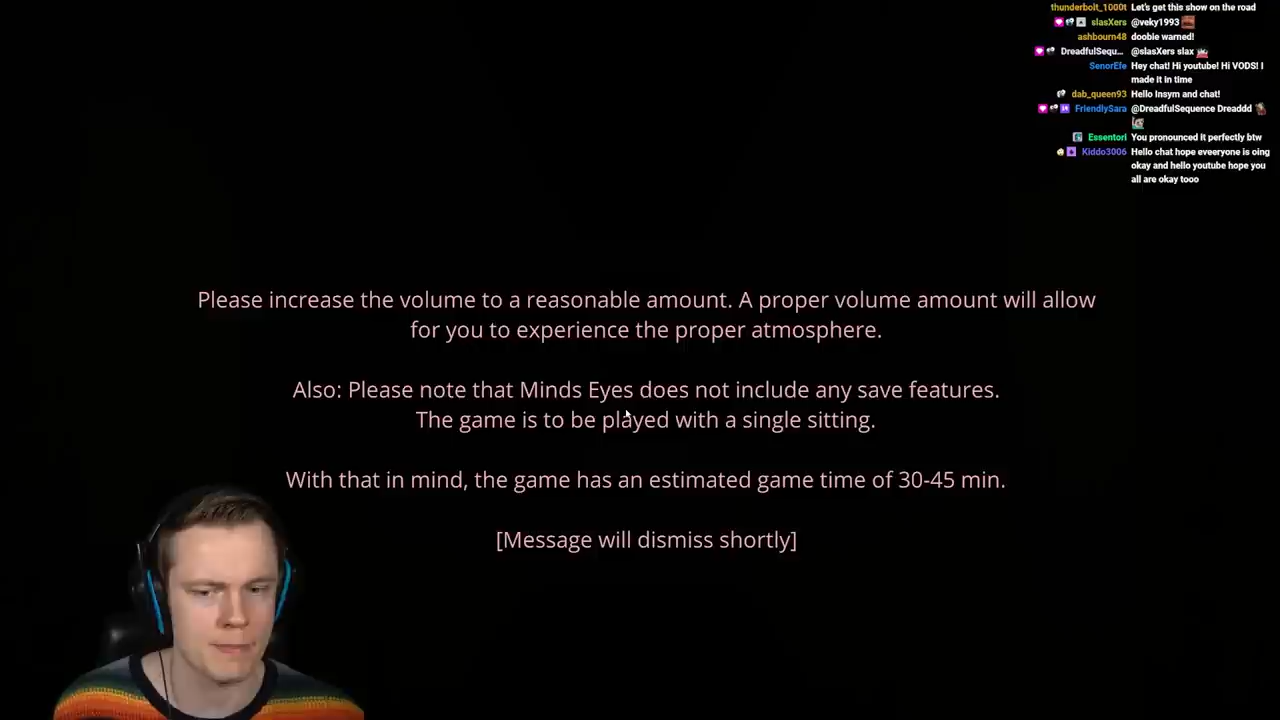 thunderbolt_1000t Let's get this show on the road
slasXers @veky1993
ashbourn48 doobie warned!
DreadfulSequ... @slasXers slax
SenorEfe Hey chat! Hi youtube! Hi VODS! I
made it in time
dab_queen93 Hello Insym and chat!
FriendlySara @DreadfulSequence Dreaddd
Essentori You pronounced it perfectly btw
Kiddo3006 Hello chat hope eveeryone is oing
okay and hello youtube hope you
all are okay tooo
Please increase the volume to a reasonable amount. A proper volume amount will allow
for you to experience the proper atmosphere.
Also: Please note that Minds Eyes does not include any save features.
The game is to be played with a single sitting.
With that in mind, the game has an estimated game time of 30-45 min.
[Message will dismiss shortly]